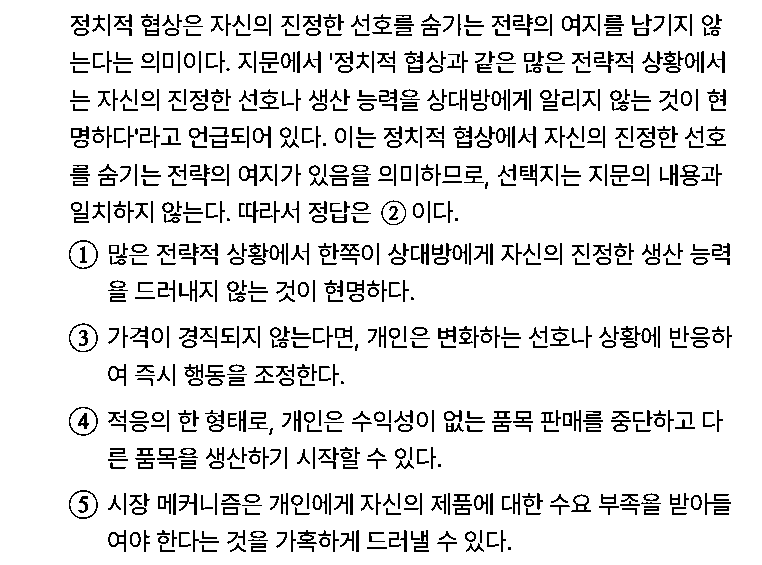 정치적 협상은 자신의 진정한 선호를 숨기는 전략의 여지를 남기지 않
는다는 의미이다. 지문에서 '정치적 협상과 같은 많은 전략적 상황에서
는 자신의 진정한 선호나 생산 능력을 상대방에게 알리지 않는 것이 현
명하다'라고 언급되어 있다. 이는 정치적 협상에서 자신의 진정한 선호
를 숨기는 전략의 여지가 있음을 의미하므로, 선택지는 지문의 내용과
일치하지 않는다. 따라서 정답은 ②이다.
① 많은 전략적 상황에서 한쪽이 상대방에게 자신의 진정한 생산 능력
을 드러내지 않는 것이 현명하다.
③ 가격이 경직되지 않는다면, 개인은 변화하는 선호나 상황에 반응하
여 즉시 행동을 조정한다.
④ 적응의 한 형태로, 개인은 수익성이 없는 품목 판매를 중단하고 다
른 품목을 생산하기 시작할 수 있다.
⑤ 시장 메커니즘은 개인에게 자신의 제품에 대한 수요 부족을 받아들
여야 한다는 것을 가혹하게 드러낼 수 있다.